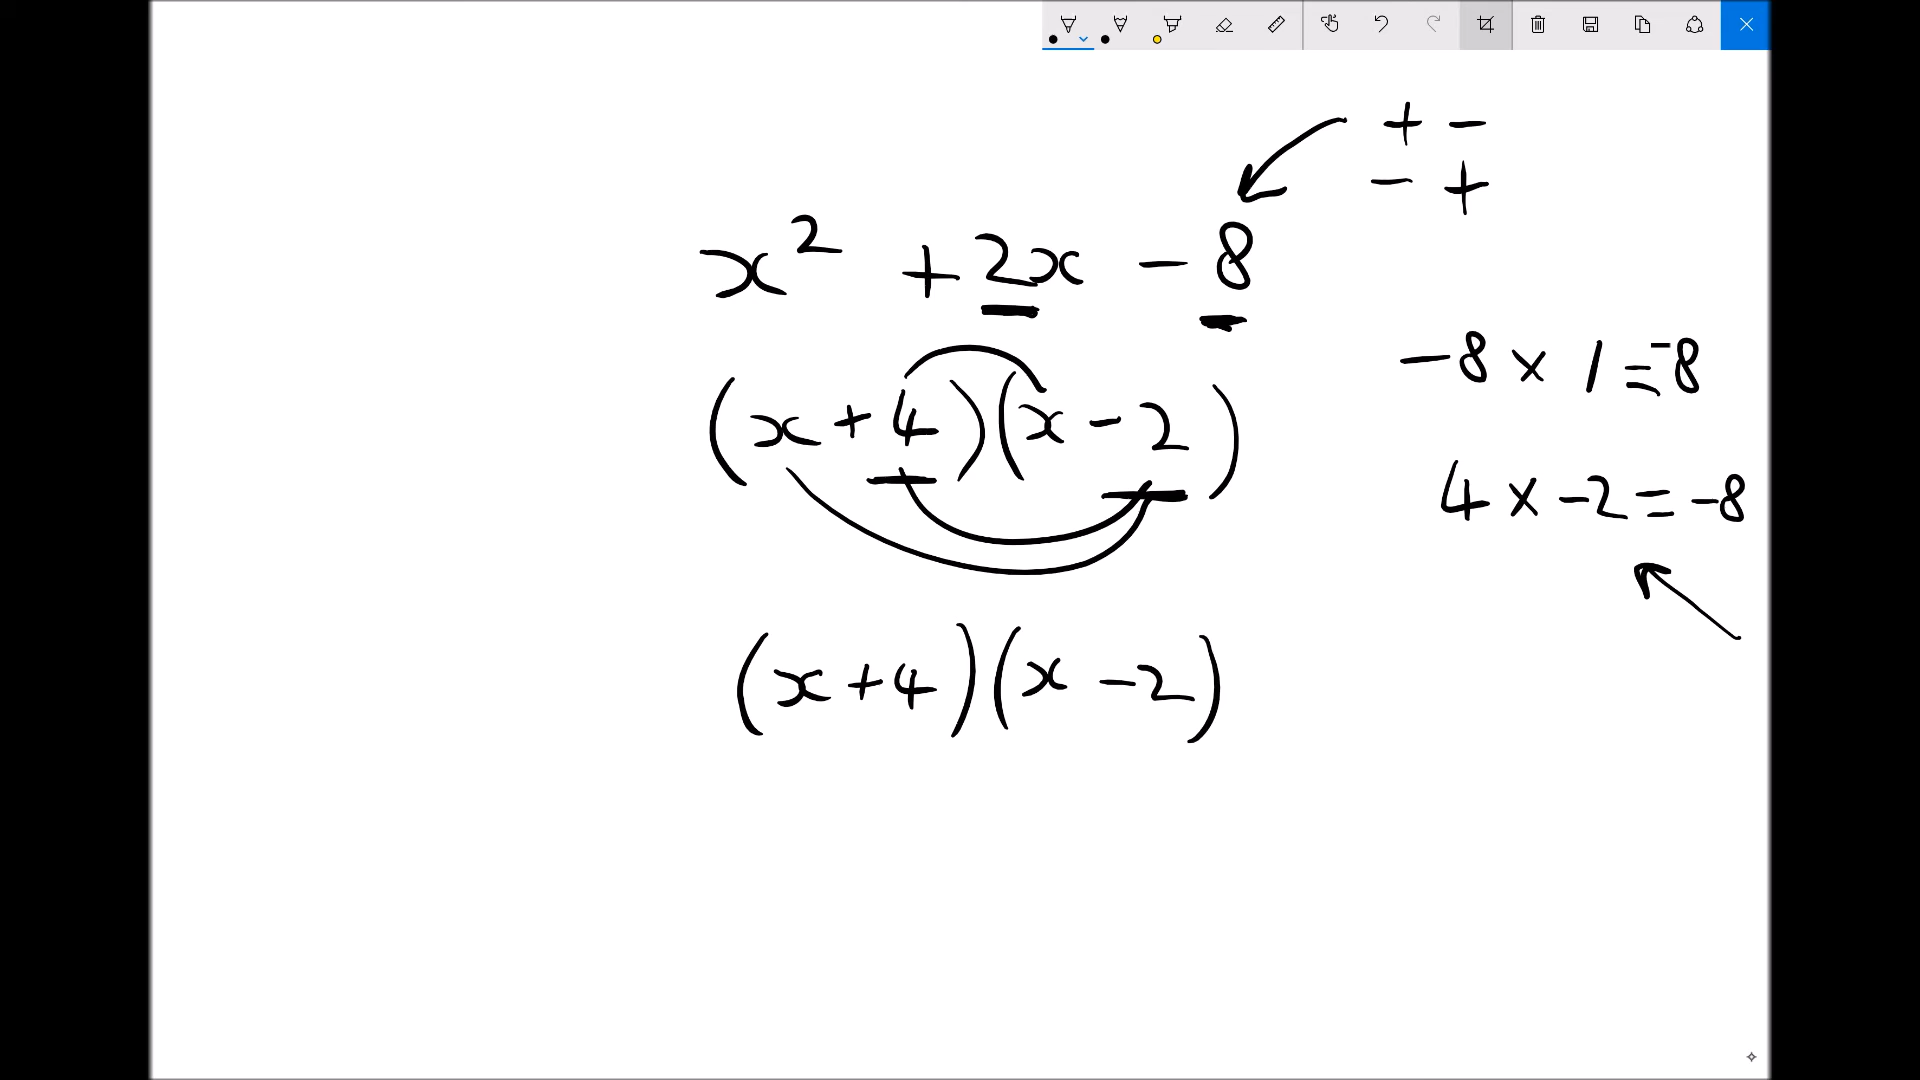 + -
- +
x² + 2x - 8
-8 x 1 = -8
(x + 4)(x - 2)
4 x -2 = -8
(x + 4)(x - 2)